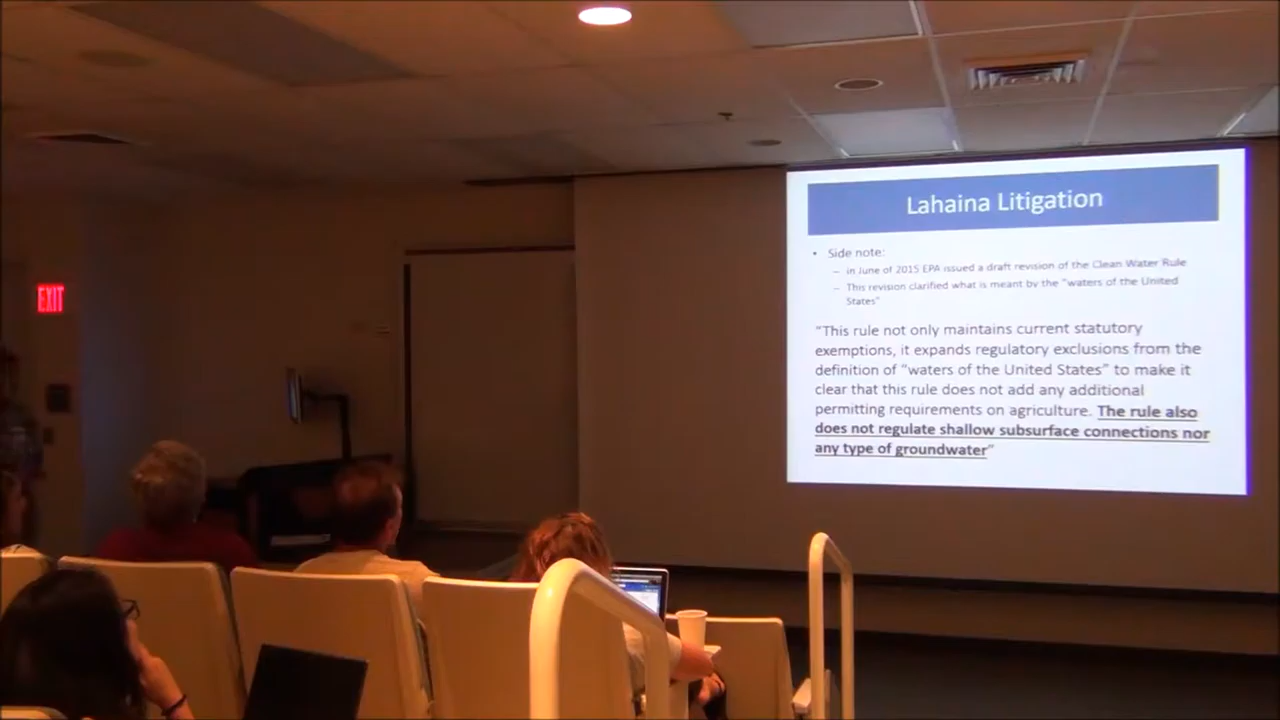 EXIT
Lahaina Litigation
• Side note:
– in June of 2015 EPA issued a draft revision of the Clean Water Rule
– This revision clarified what is meant by the "waters of the United
States"
"This rule not only maintains current statutory
exemptions, it expands regulatory exclusions from the
definition of "waters of the United States" to make it
clear that this rule does not add any additional
permitting requirements on agriculture. The rule also
does not regulate shallow subsurface connections nor
any type of groundwater"